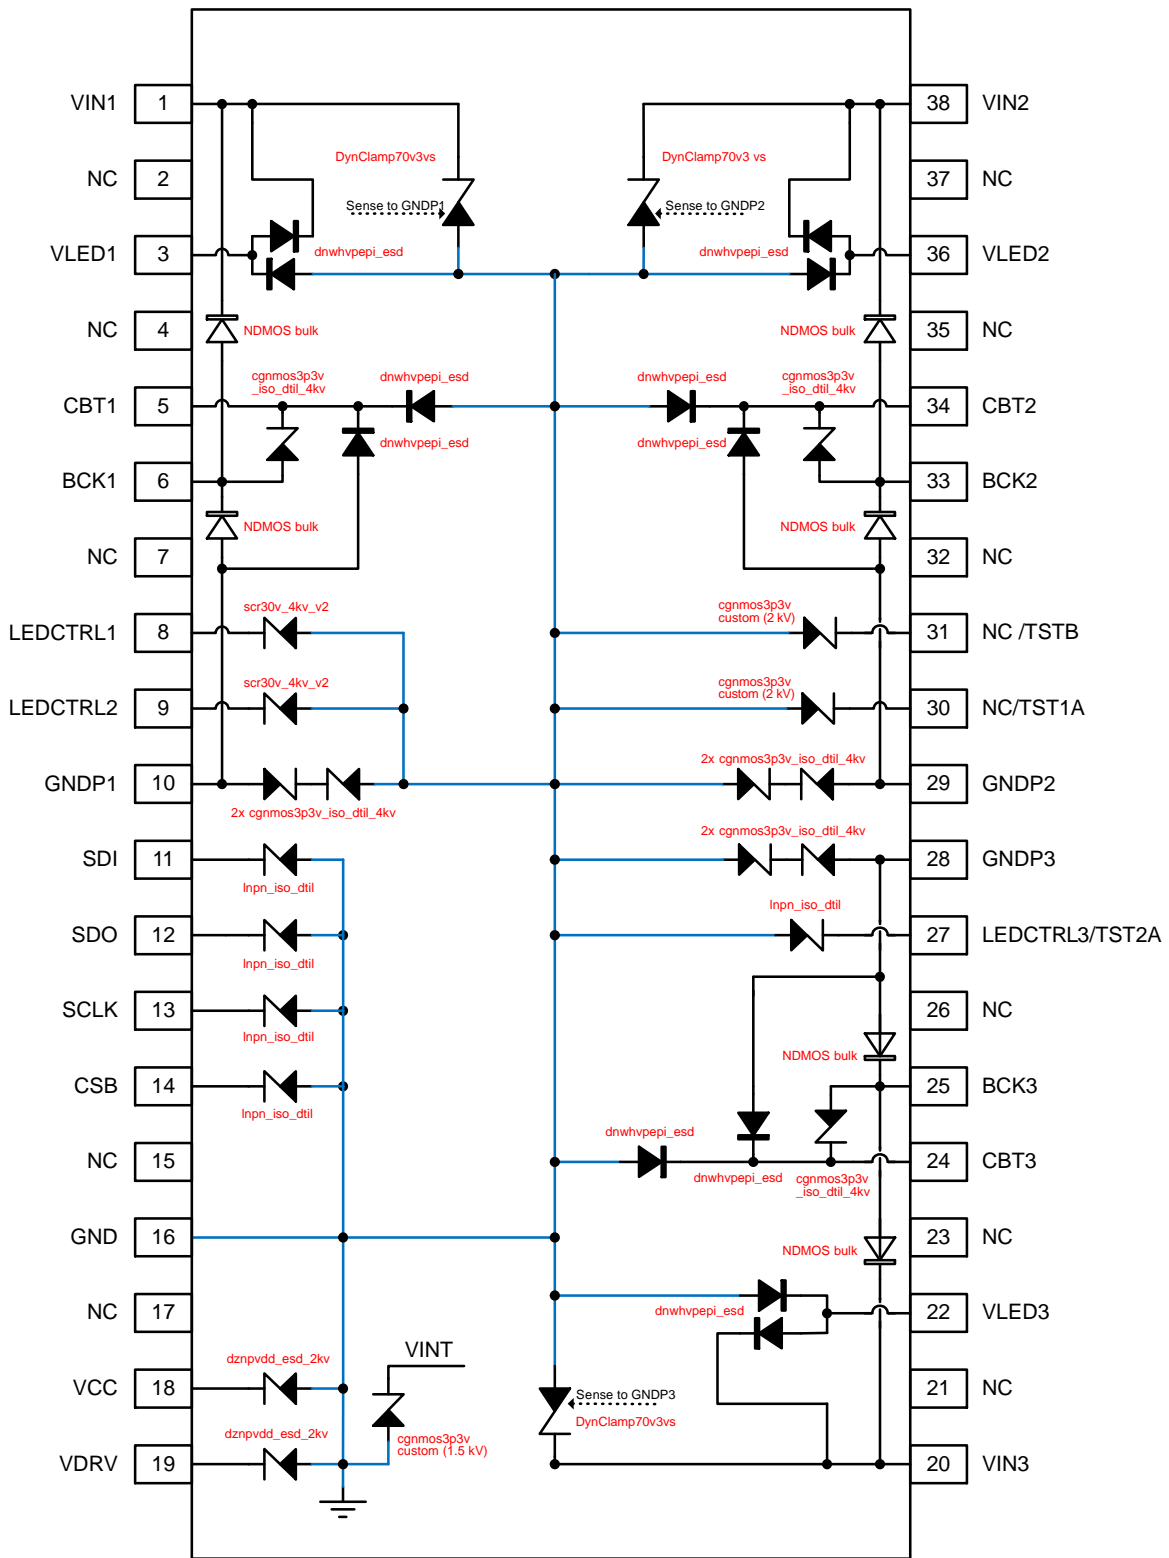 VIN1 1 38 VIN2
DynClamp70v3vs DynClamp70v3 vs
NC 2 37 NC
Sense to GNDP1 Sense to GNDP2
VLED1 3 dnwhvpepi_esd dnwhvpepi_esd 36 VLED2
NC 4 NDMOS bulk NDMOS bulk 35 NC
cgnmos3p3v cgnmos3p3v
_iso_dtil_4kv dnwhvpepi_esd dnwhvpepi_esd _iso_dtil_4kv
CBT1 5 34 CBT2
dnwhvpepi_esd dnwhvpepi_esd
BCK1 6 33 BCK2
NDMOS bulk NDMOS bulk
NC 7 32 NC
scr30v_4kv_v2 cgnmos3p3v
custom (2 kV)
LEDCTRL1 8 31 NC /TSTB
scr30v_4kv_v2 cgnmos3p3v
custom (2 kV)
LEDCTRL2 9 30 NC/TST1A
2x cgnmos3p3v_iso_dtil_4kv
GNDP1 10 29 GNDP2
2x cgnmos3p3v_iso_dtil_4kv
2x cgnmos3p3v_iso_dtil_4kv
SDI 11 28 GNDP3
lnpn_iso_dtil lnpn_iso_dtil
SDO 12 27 LEDCTRL3/TST2A
lnpn_iso_dtil
SCLK 13 26 NC
lnpn_iso_dtil NDMOS bulk
CSB 14 25 BCK3
lnpn_iso_dtil
dnwhvpepi_esd
NC 15 24 CBT3
dnwhvpepi_esd cgnmos3p3v
_iso_dtil_4kv
GND 16 23 NC
NDMOS bulk
dnwhvpepi_esd
NC 17 22 VLED3
VINT
dznpvdd_esd_2kv
VCC 18 21 NC
Sense to GNDP3
DynClamp70v3vs
dznpvdd_esd_2kv cgnmos3p3v
custom (1.5 kV)
VDRV 19 20 VIN3